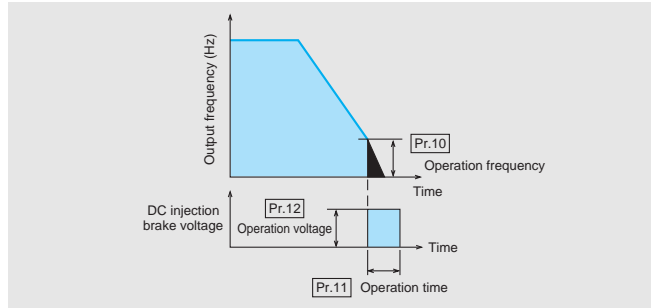 Output frequency (Hz)
Pr.10
Operation frequency
Time
DC injection
brake voltage
Pr.12
Operation voltage
Time
Pr.11 Operation time